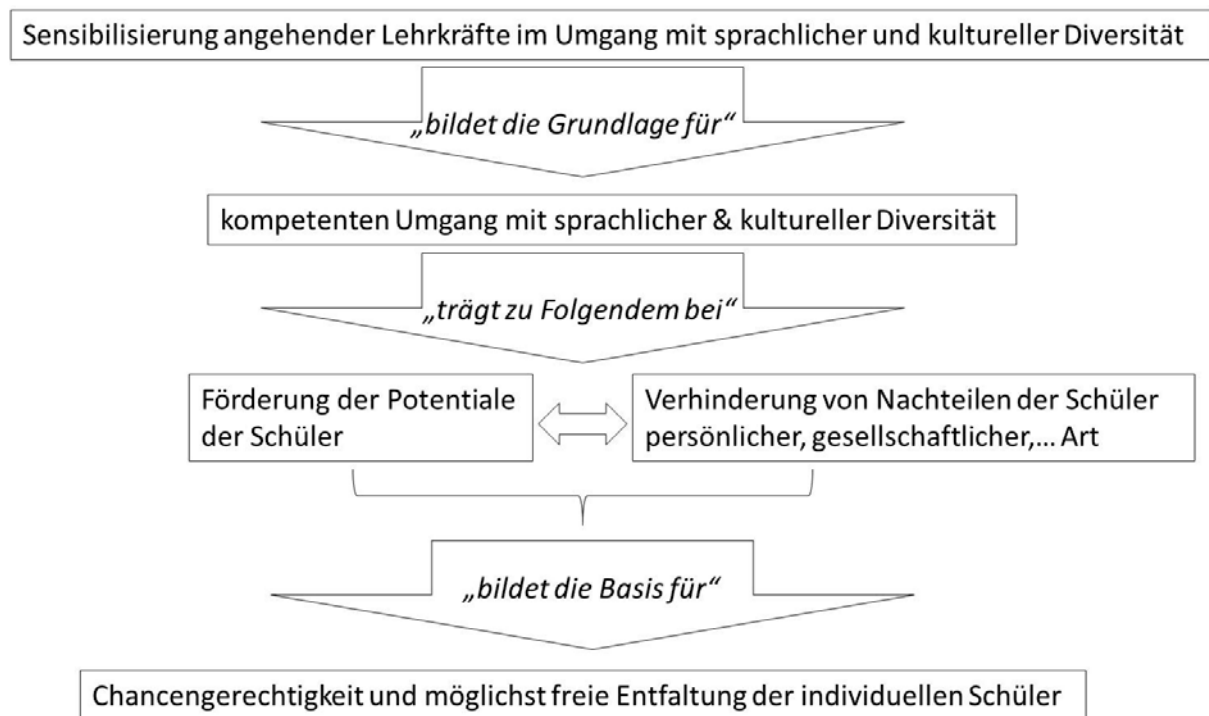 Sensibilisierung angehender Lehrkräfte im Umgang mit sprachlicher und kultureller Diversität
„bildet die Grundlage für“
kompetenten Umgang mit sprachlicher & kultureller Diversität
„trägt zu Folgendem bei“
Förderung der Potentiale
der Schüler
Verhinderung von Nachteilen der Schüler
persönlicher, gesellschaftlicher,... Art
„bildet die Basis für“
Chancengerechtigkeit und möglichst freie Entfaltung der individuellen Schüler